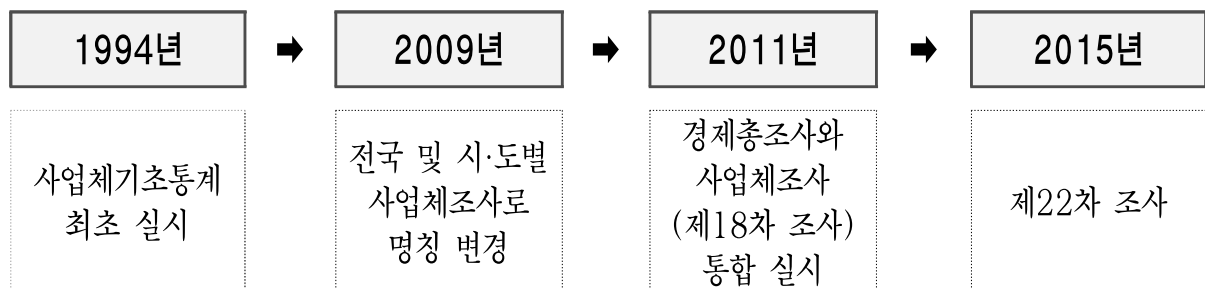 1994년
➡
2009년
➡
2011년
➡
2015년
사업체기초통계
최초 실시
전국 및 시·도별
사업체조사로
명칭 변경
경제총조사와
사업체조사
(제18차 조사)
통합 실시
제22차 조사